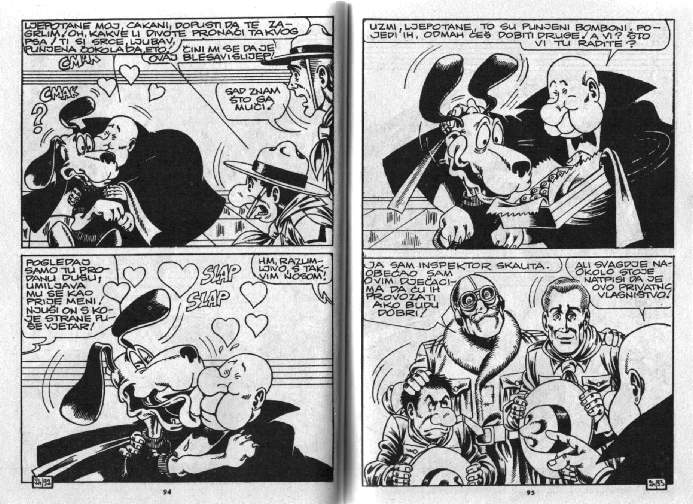 LJEPOTANE MOJ, CAKANI, DOPUSTI DA TE ZA-
GRLIM! OH, KAKVE LI DIVOTE PRONAĆI TAKVOG
PSA! TI SI SRCE, LJUBAV,
PUNJENA ČOKOLADA, ETO!
ČINI MI SE DA JE
OVAJ BLESAVI SLIJEP!
CMUK
CMOK
?
SAD ZNAM
ŠTO GA
MUČI!
POGLEDAJ
SAMO TU PRO-
DANU DUŠU,
UMILJAVA
MU SE KAO
PRIJE MENI!
NJUŠI ON S KO-
JE STRANE PU-
ŠE VJETAR!
SLAP
SLAP
HM, RAZUM-
LJIVO, S TAK-
VIM NOSOM!
94
UZMI, LJEPOTANE, TO SU PUNJENI BOMBONI, PO-
JEDI IH, ODMAH ĆEŠ DOBITI DRUGE! A VI? ŠTO
VI TU RADITE?
JA SAM INSPEKTOR SKAUTA.
OBEĆAO SAM
OVIM DJEČACI-
MA DA ĆU IH
PROVOZATI
AKO BUDU
DOBRI!
ALI SVAGDJE NA-
OKOLO STOJE
NATPISI DA JE
OVO PRIVATNO
VLASNIŠTVO!
95